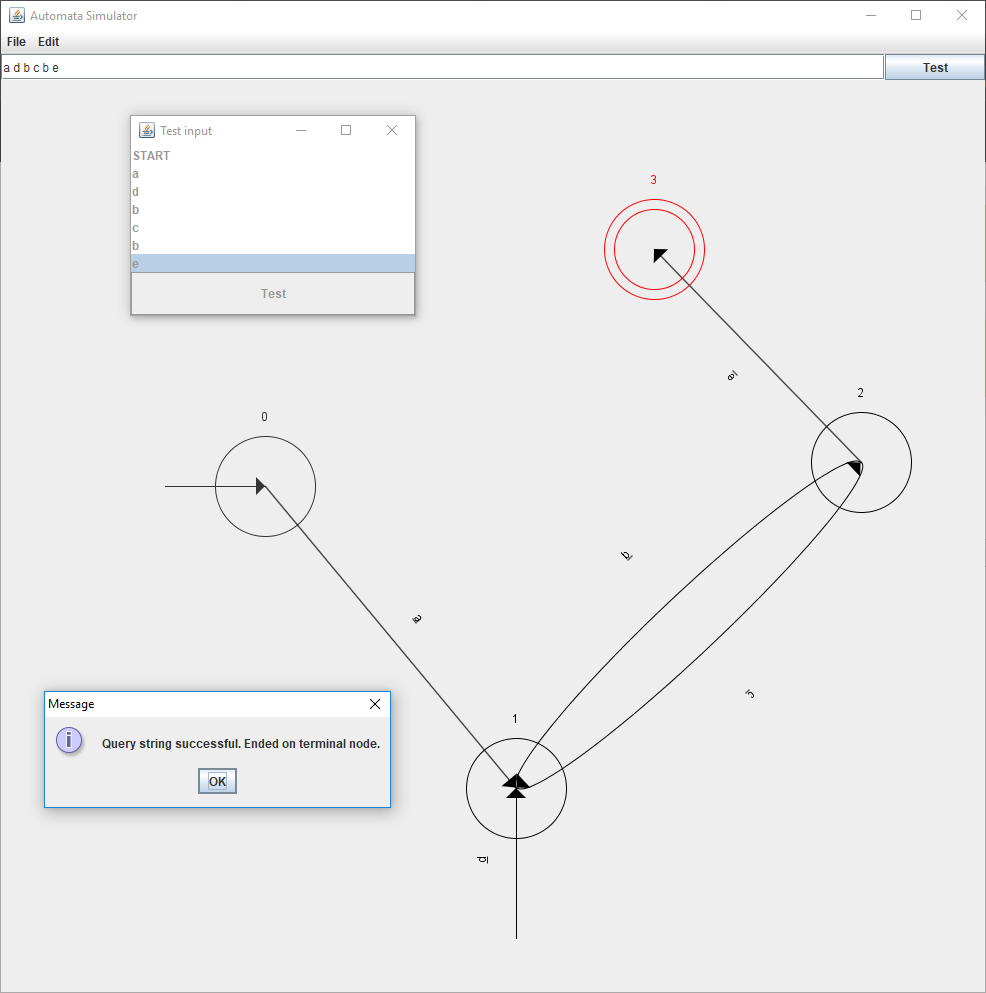 Automata Simulator
File Edit
a d b c b e
Test
Test input
START
a
d
b
c
b
e
Test
3
e
2
0
b
a
c
1
Message
Query string successful. Ended on terminal node.
OK
d